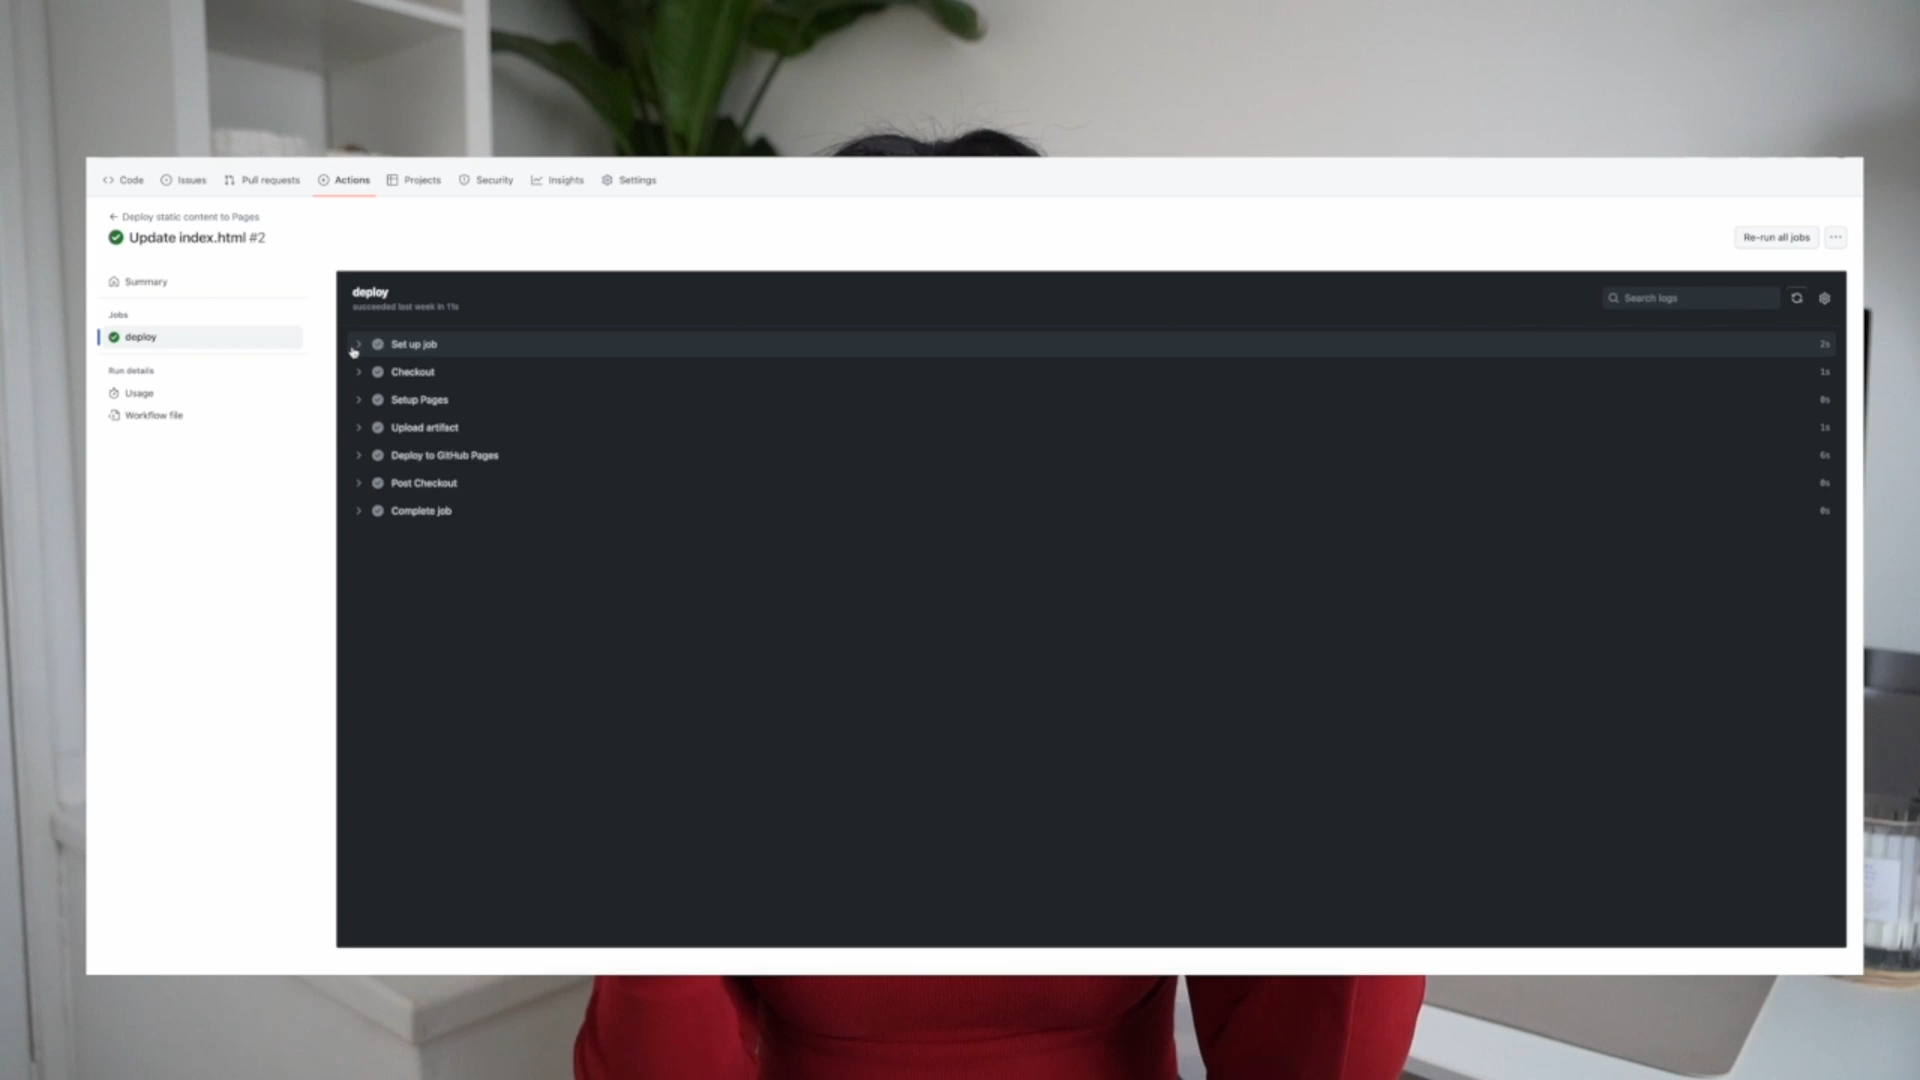 Code Issues Pull requests Actions Projects Security Insights Settings
Deploy static content to Pages
Update index.html #2
Re-run all jobs
Summary
Jobs
deploy
Run details
Usage
Workflow file
deploy
succeeded last week in 11s
Search logs
Set up job 2s
Checkout 1s
Setup Pages 0s
Upload artifact 1s
Deploy to GitHub Pages 6s
Post Checkout 0s
Complete job 0s